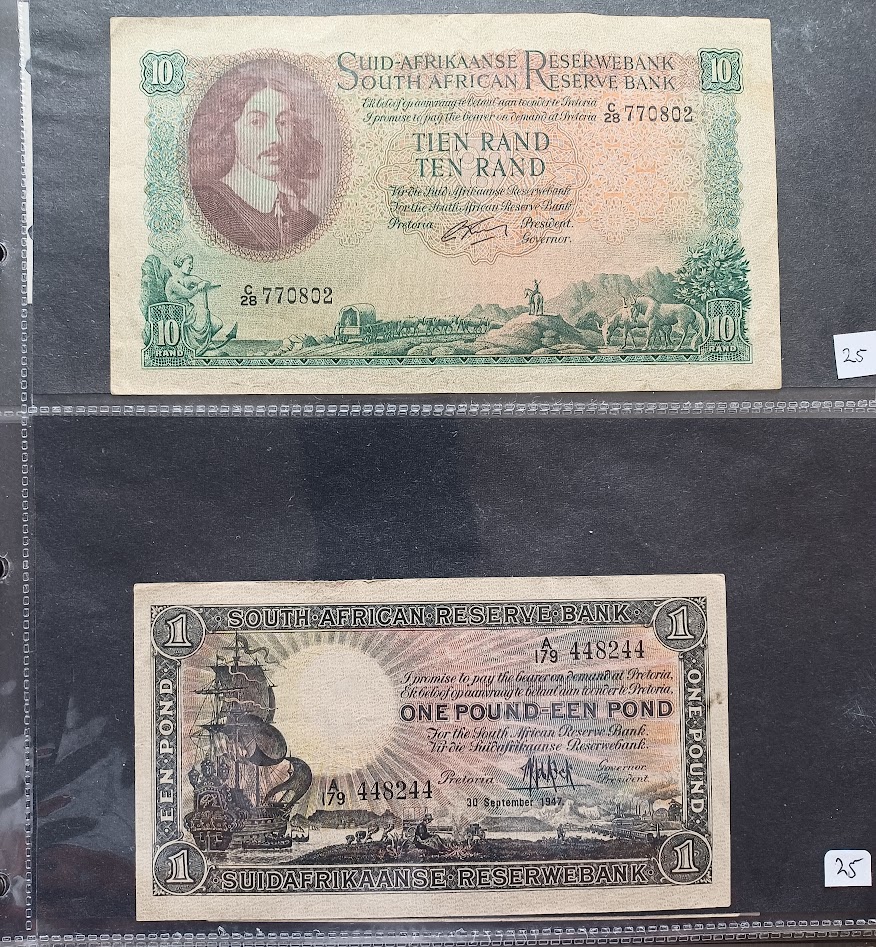 10
SUID-AFRIKAANSE RESERWEBANK
SOUTH AFRICAN RESERVE BANK
10
Ek beloof op aanvraag te betaal aan toonder te Pretoria
I promise to pay the bearer on demand at Pretoria
C/28 770802
TIEN RAND
TEN RAND
Vir die Suid-Afrikaanse Reserwebank
For the South African Reserve Bank
Pretoria
President.
Governor.
C/28 770802
10
RAND
10
RAND
25
1
SOUTH AFRICAN RESERVE BANK
1
A/179 448244
I promise to pay the bearer on demand at Pretoria.
Ek beloof op aanvraag te betaal aan toonder te Pretoria.
ONE POUND-EEN POND
For the South African Reserve Bank.
Vir die Suidafrikaanse Reserwebank.
EEN POND
ONE POUND
A/179 448244
Pretoria
Governor.
President.
30 September 1947
1
SUIDAFRIKAANSE RESERWEBANK
1
25